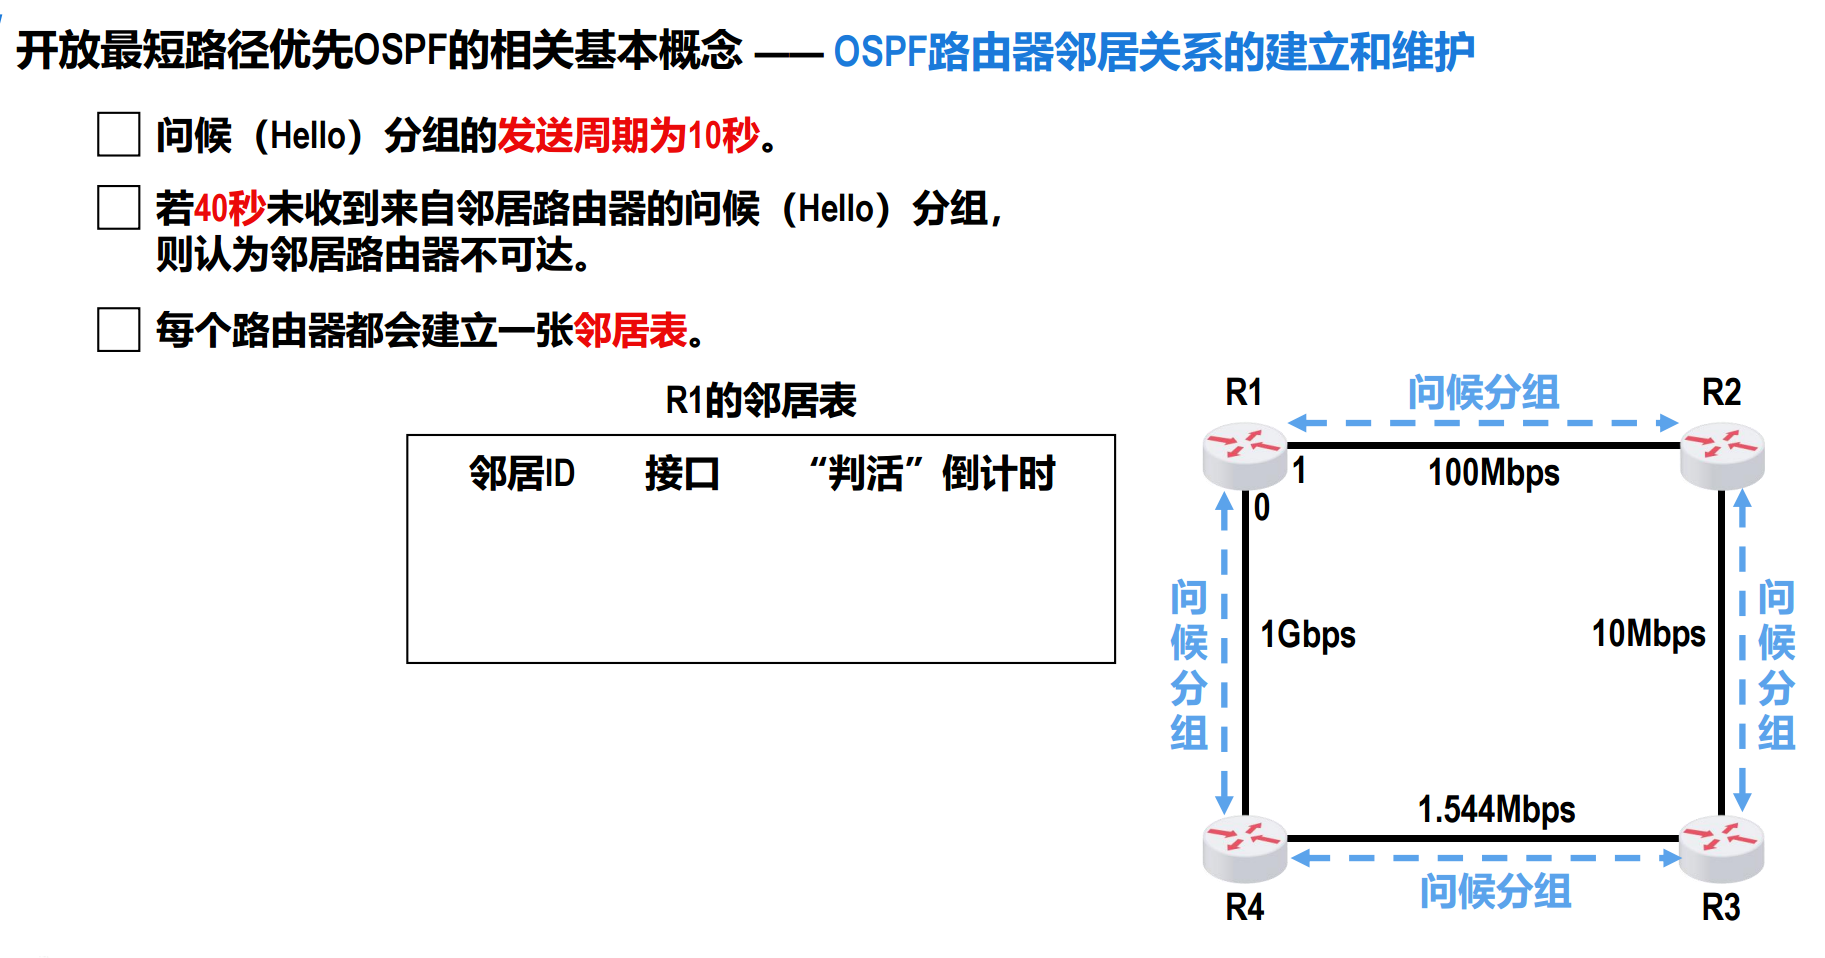 开放最短路径优先OSPF的相关基本概念 —— OSPF路由器邻居关系的建立和维护
问候（Hello）分组的发送周期为10秒。
若40秒未收到来自邻居路由器的问候（Hello）分组，
则认为邻居路由器不可达。
每个路由器都会建立一张邻居表。
R1的邻居表
邻居ID 接口 “判活”倒计时
R1 问候分组 R2
1 100Mbps
0
问候分组
1Gbps
10Mbps
问候分组
1.544Mbps
问候分组
R4 R3